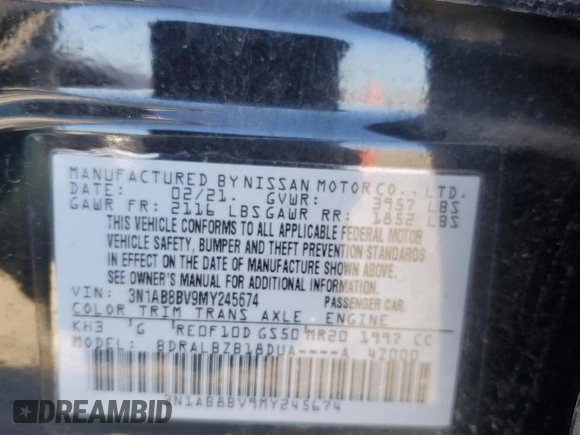 MANUFACTURED BY NISSAN MOTOR CO., LTD.
DATE: 02/21. GVWR: 3957 LBS
GAWR FR: 2116 LBS GAWR RR: 1852 LBS
THIS VEHICLE CONFORMS TO ALL APPLICABLE FEDERAL MOTOR
VEHICLE SAFETY, BUMPER AND THEFT PREVENTION STANDARDS
IN EFFECT ON THE DATE OF MANUFACTURE SHOWN ABOVE.
SEE OWNER'S MANUAL FOR ADDITIONAL INFORMATION.
VIN: 3N1AB8BV9MY245674 PASSENGER CAR.
COLOR TRIM TRANS AXLE ENGINE
KH3 G RE0F10D GS50 MR20 1997 CC
MODEL: BDRALBZB18DUA----A 47000
3N1AB8BV9MY245674
DREAMBID
dreambid.com